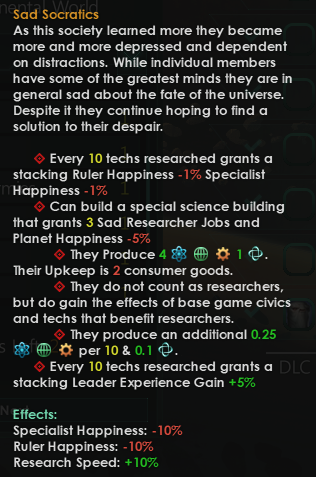 Sad Socratics
As this society learned more they became
more and more depressed and dependent
on distractions. While individual members
have some of the greatest minds they are in
general sad about the fate of the universe.
Despite it they continue hoping to find a
solution to their despair.
Every 10 techs researched grants a
stacking Ruler Happiness -1% Specialist
Happiness -1%
Can build a special science building
that grants 3 Sad Researcher Jobs and
Planet Happiness -5%
They Produce 4 1 .
Their Upkeep is 2 consumer goods.
They do not count as researchers,
but do gain the effects of base game civics
and techs that benefit researchers.
They produce an additional 0.25
per 10 & 0.1 .
Every 10 techs researched grants a
stacking Leader Experience Gain +5%
DLC
Effects:
Specialist Happiness: -10%
Ruler Happiness: -10%
Research Speed: +10%